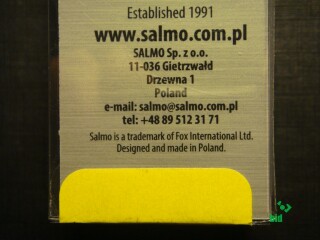 Established 1991
www.salmo.com.pl
SALMO Sp. z o.o.
11-036 Gietrzwałd
Drzewna 1
Poland
e-mail: salmo@salmo.com.pl
tel: +48 89 512 31 71
Salmo is a trademark of Fox International Ltd.
Designed and made in Poland.